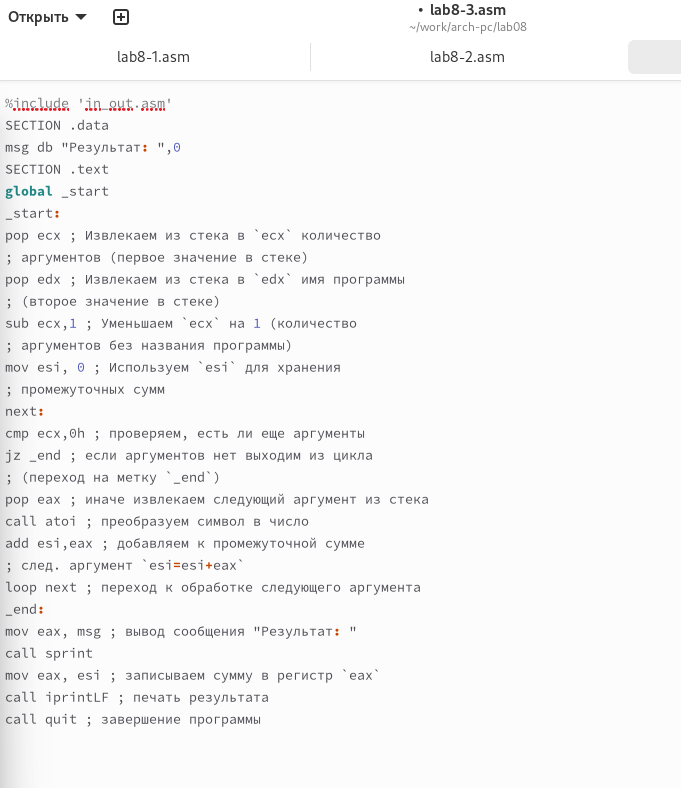 Открыть
• lab8-3.asm
~/work/arch-pc/lab08
lab8-1.asm
lab8-2.asm
%include 'in_out.asm'
SECTION .data
msg db "Результат: ",0
SECTION .text
global _start
_start:
pop ecx ; Извлекаем из стека в `ecx` количество
; аргументов (первое значение в стеке)
pop edx ; Извлекаем из стека в `edx` имя программы
; (второе значение в стеке)
sub ecx,1 ; Уменьшаем `ecx` на 1 (количество
; аргументов без названия программы)
mov esi, 0 ; Используем `esi` для хранения
; промежуточных сумм
next:
cmp ecx,0h ; проверяем, есть ли еще аргументы
jz _end ; если аргументов нет выходим из цикла
; (переход на метку `_end`)
pop eax ; иначе извлекаем следующий аргумент из стека
call atoi ; преобразуем символ в число
add esi,eax ; добавляем к промежуточной сумме
; след. аргумент `esi=esi+eax`
loop next ; переход к обработке следующего аргумента
_end:
mov eax, msg ; вывод сообщения "Результат: "
call sprint
mov eax, esi ; записываем сумму в регистр `eax`
call iprintLF ; печать результата
call quit ; завершение программы